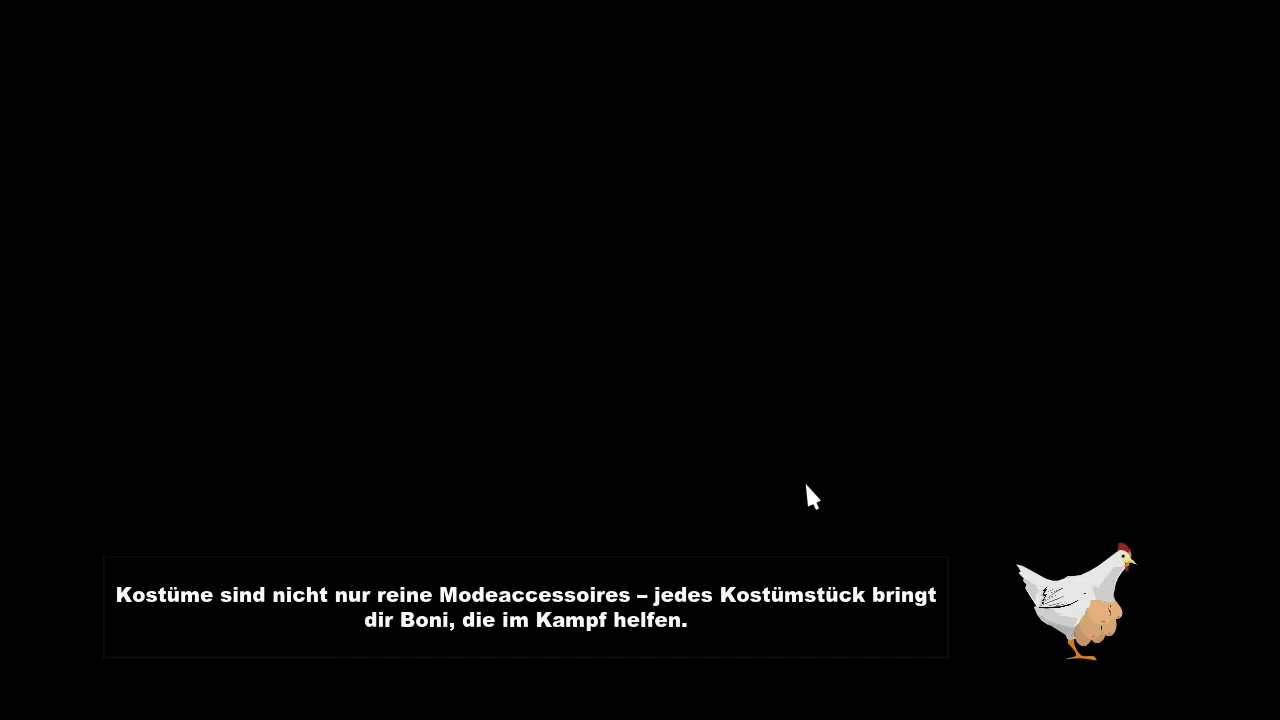 Kostüme sind nicht nur reine Modeaccessoires – jedes Kostümstück bringt
dir Boni, die im Kampf helfen.